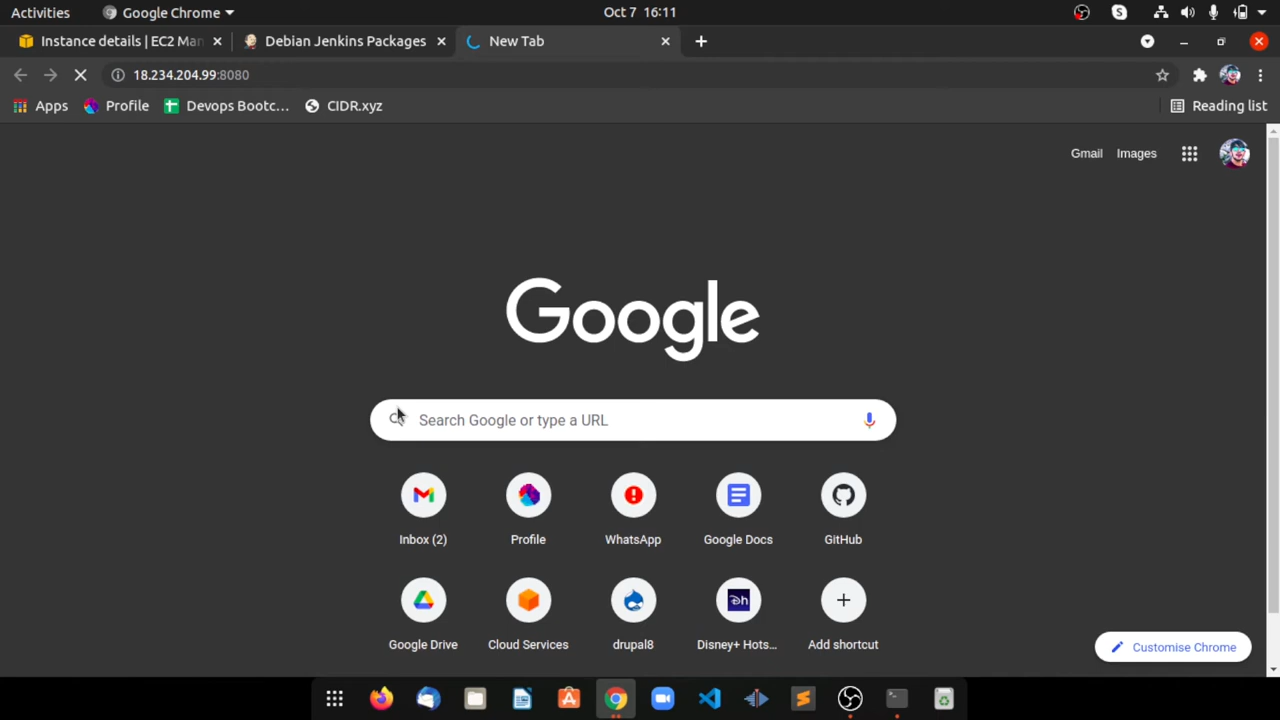 Activities
Google Chrome
Oct 7 16:11
Instance details | EC2 Man
Debian Jenkins Packages
New Tab
18.234.204.99:8080
Apps
Profile
Devops Bootc...
CIDR.xyz
Reading list
Gmail
Images
Google
Search Google or type a URL
Inbox (2)
Profile
WhatsApp
Google Docs
GitHub
Google Drive
Cloud Services
drupal8
Disney+ Hots...
Add shortcut
Customise Chrome